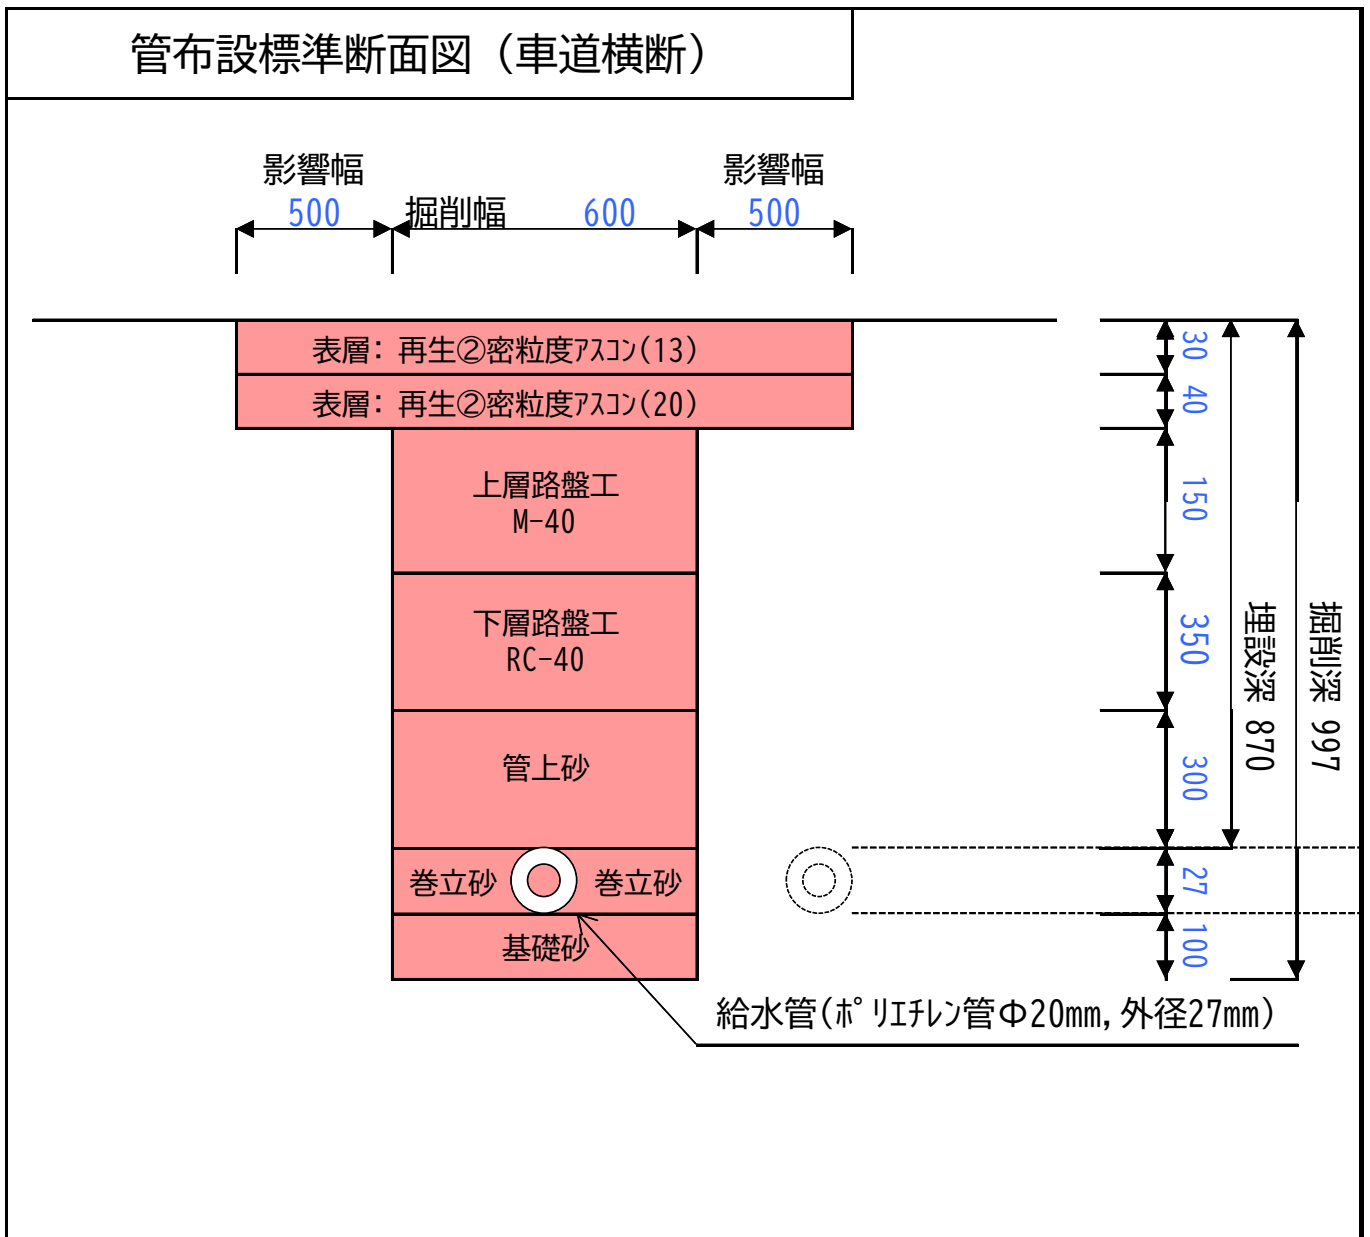 管布設標準断面図（車道横断）
影響幅
影響幅
500
掘削幅
600
500
表層：再生②密粒度ｱｽｺﾝ(13)
30
表層：再生②密粒度ｱｽｺﾝ(20)
40
上層路盤工
M-40
150
下層路盤工
RC-40
350
埋設深 870
掘削深 997
管上砂
300
巻立砂
巻立砂
27
基礎砂
100
給水管(ﾎﾟﾘｴﾁﾚﾝ管Φ20mm,外径27mm)